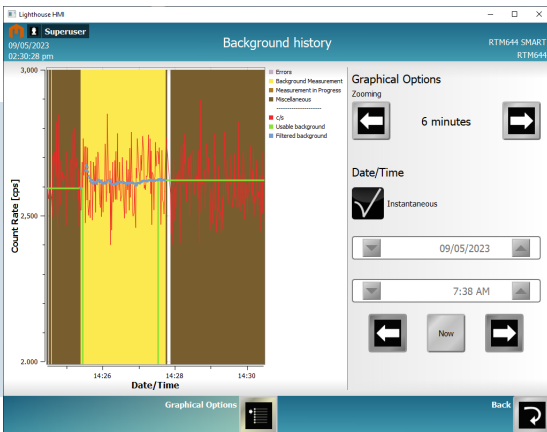 Lighthouse HMI
Superuser
09/05/2023
02:30:28 pm
Background history
RTM644 SMART
RTM644
3,000
2,500
2.000
Count Rate [cps]
14:26
14:28
14:30
Date/Time
Errors
Background Measurement
Measurement in Progress
Miscellaneous
--------------------
c/s
Usable background
Filtered background
Graphical Options
Zooming
6 minutes
Date/Time
Instantaneous
09/05/2023
7:38 AM
Now
Graphical Options
Back